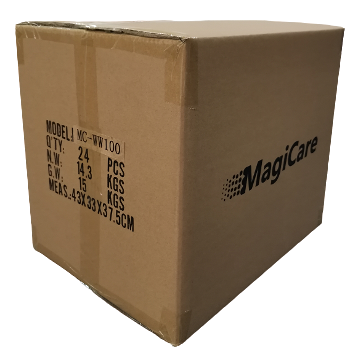 MODEL: MC-WW100
Q'TY: 24 PCS
N.W: 14.3 KGS
G.W: 15 KGS
MEAS.:43X33X37.5CM
MagiCare